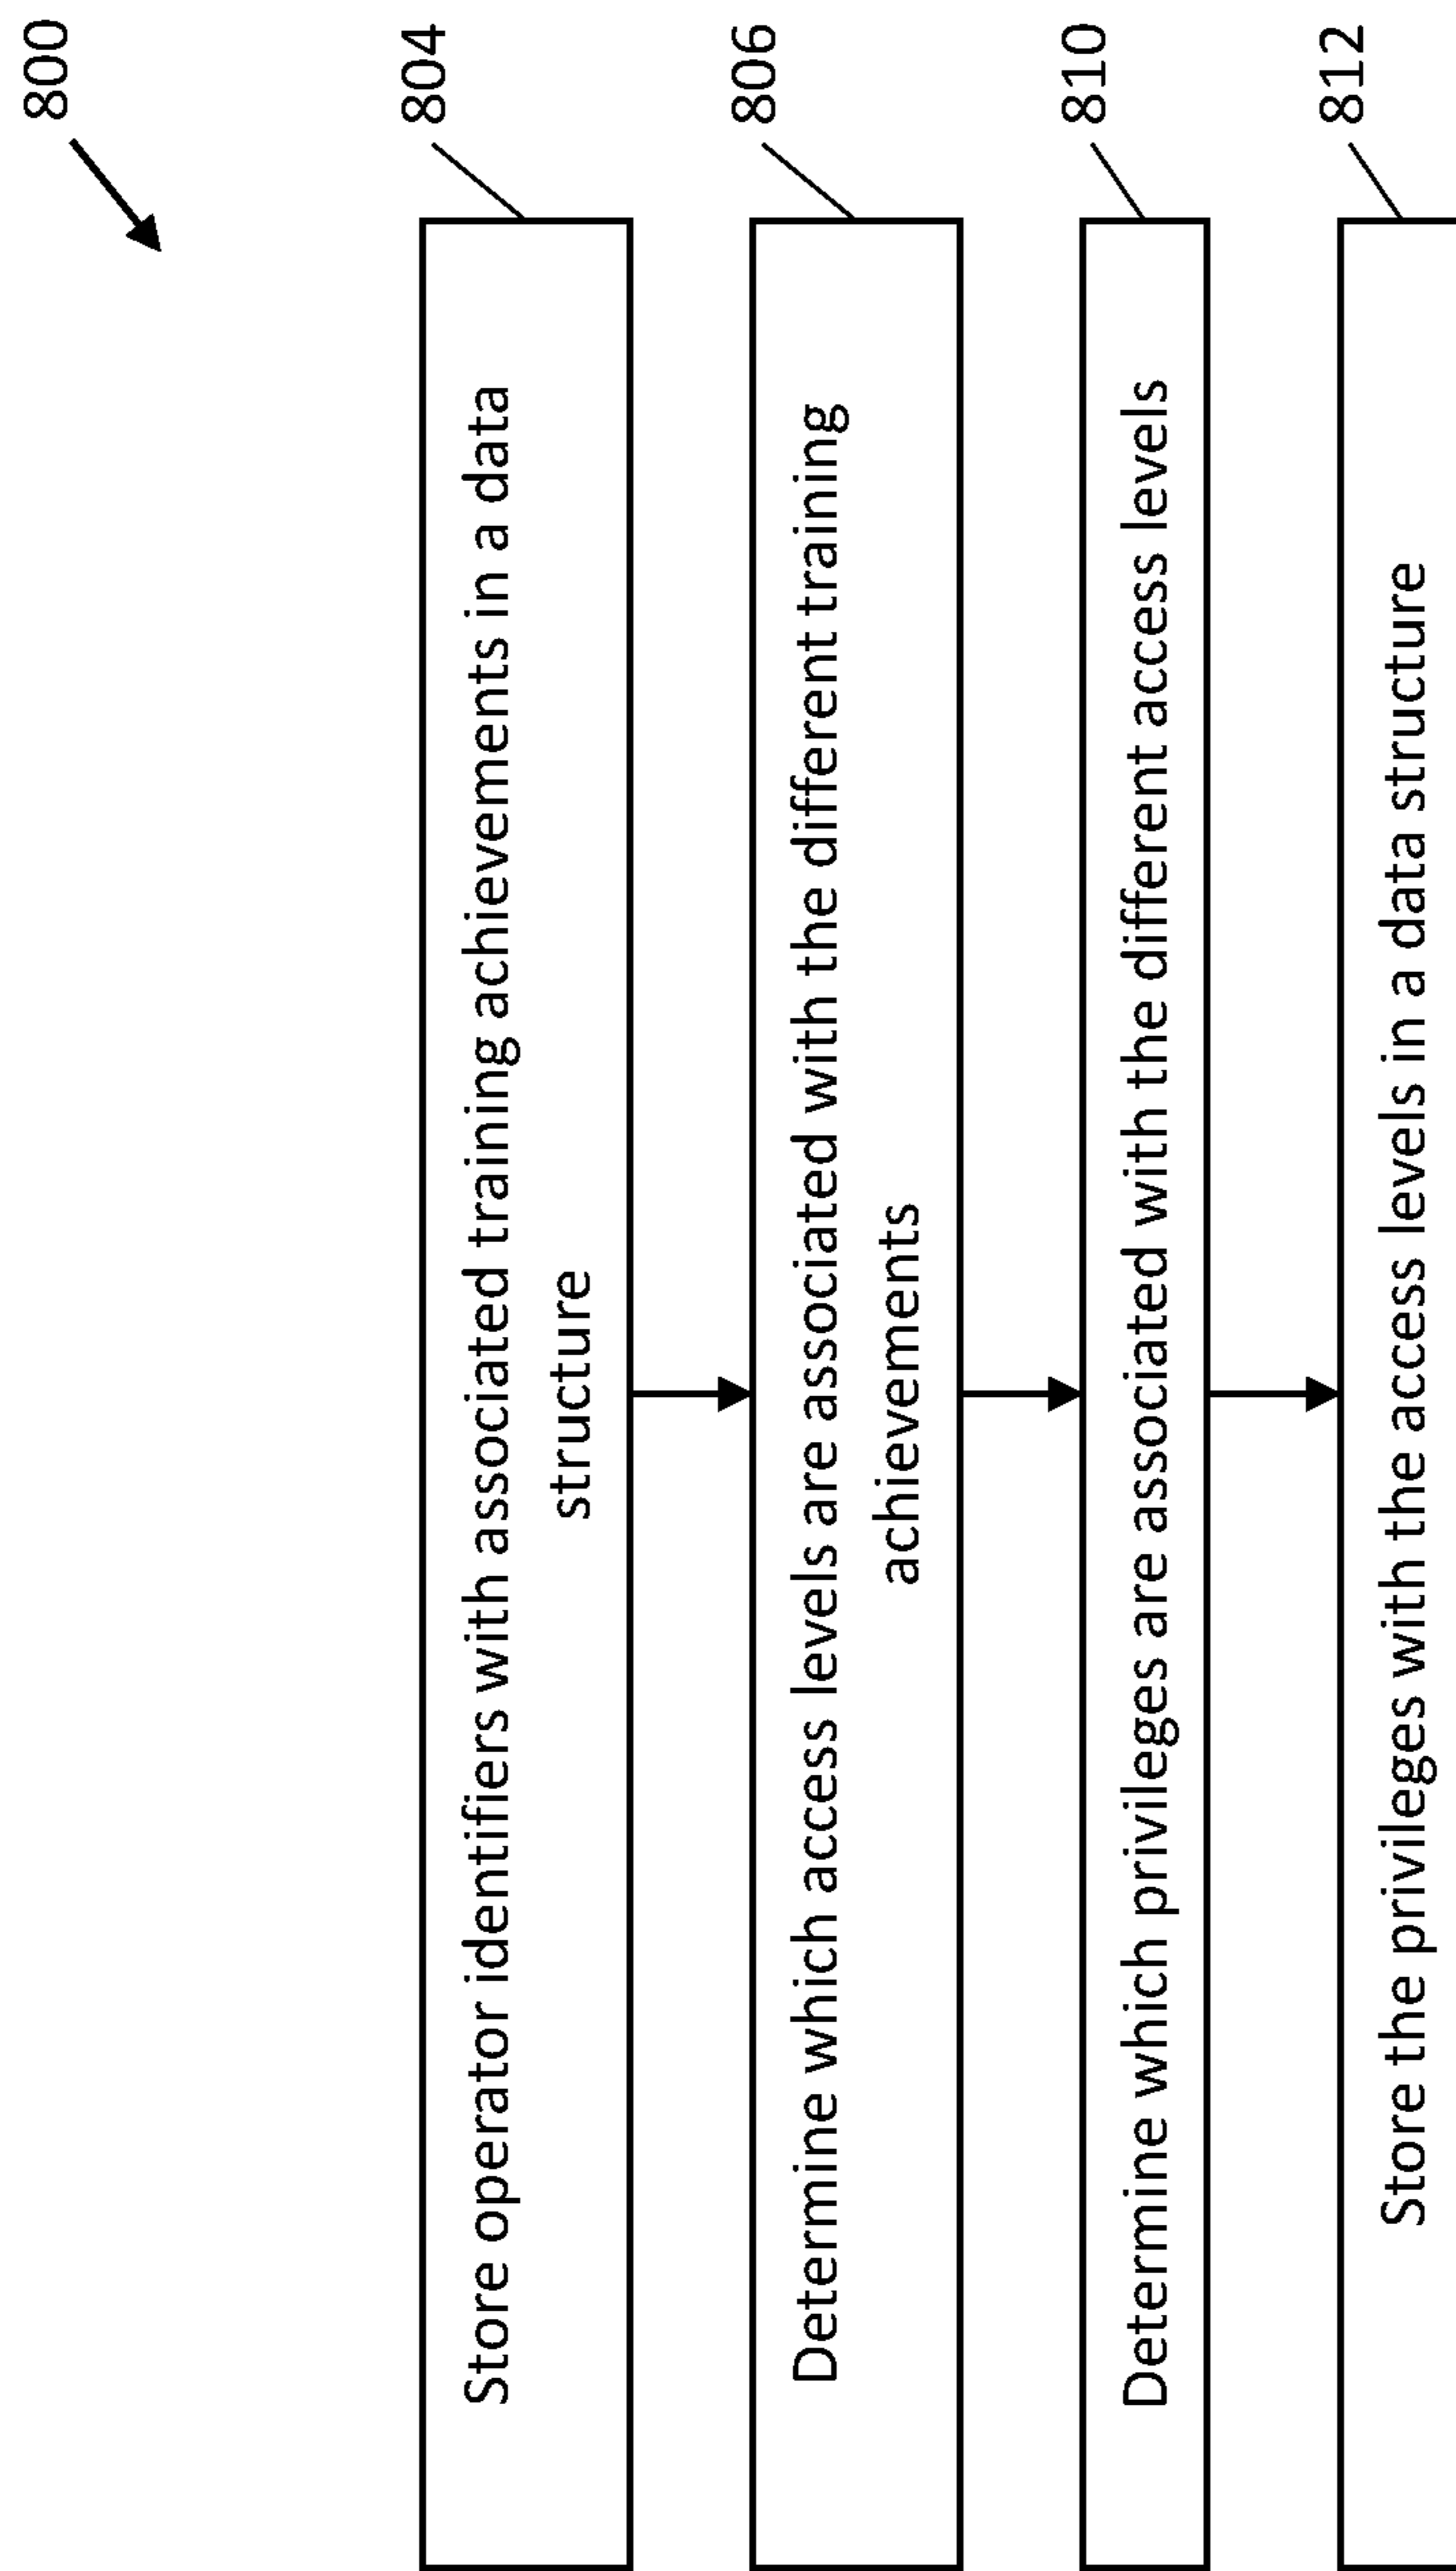 800
804
Store operator identifiers with associated training achievements in a data
structure
806
Determine which access levels are associated with the different training
achievements
810
Determine which privileges are associated with the different access levels
812
Store the privileges with the access levels in a data structure